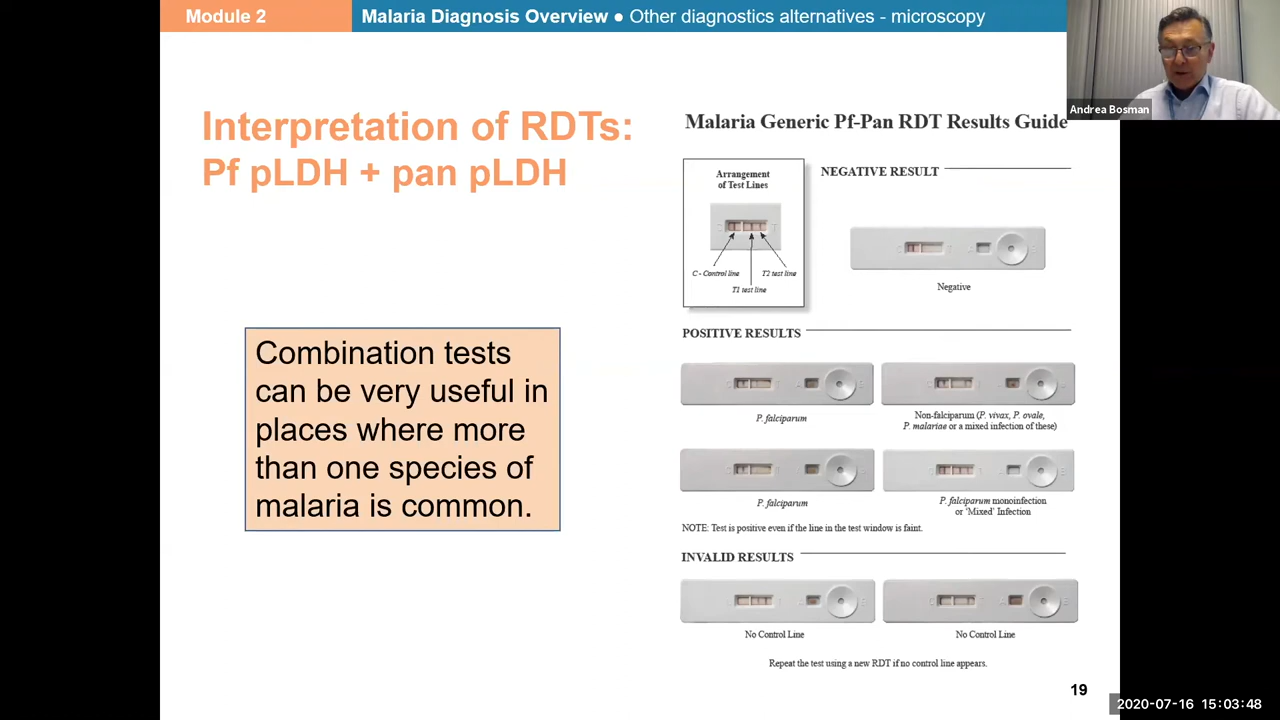 Module 2
Malaria Diagnosis Overview ● Other diagnostics alternatives - microscopy
Andrea Bosman
Interpretation of RDTs:
Pf pLDH + pan pLDH
Combination tests
can be very useful in
places where more
than one species of
malaria is common.
Malaria Generic Pf-Pan RDT Results Guide
Arrangement
of Test Lines
C - Control line
T2 test line
T1 test line
NEGATIVE RESULT
Negative
POSITIVE RESULTS
P. falciparum
Non-falciparum (P. vivax, P. ovale,
P. malariae or a mixed infection of these)
P. falciparum
P. falciparum monoinfection
or 'Mixed' Infection
NOTE: Test is positive even if the line in the test window is faint.
INVALID RESULTS
No Control Line
No Control Line
Repeat the test using a new RDT if no control line appears.
19
2020-07-16 15:03:48